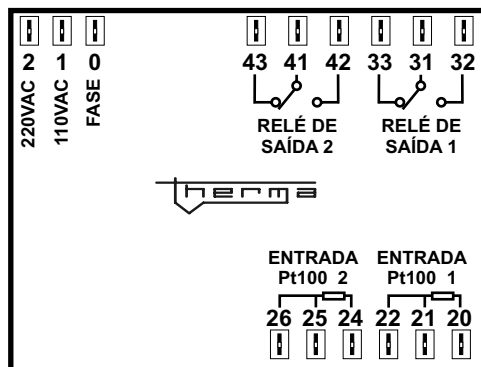 2 1 0
220VAC 110VAC FASE
43 41 42 33 31 32
RELÉ DE SAÍDA 2
RELÉ DE SAÍDA 1
therma
ENTRADA Pt100 2
ENTRADA Pt100 1
26 25 24 22 21 20